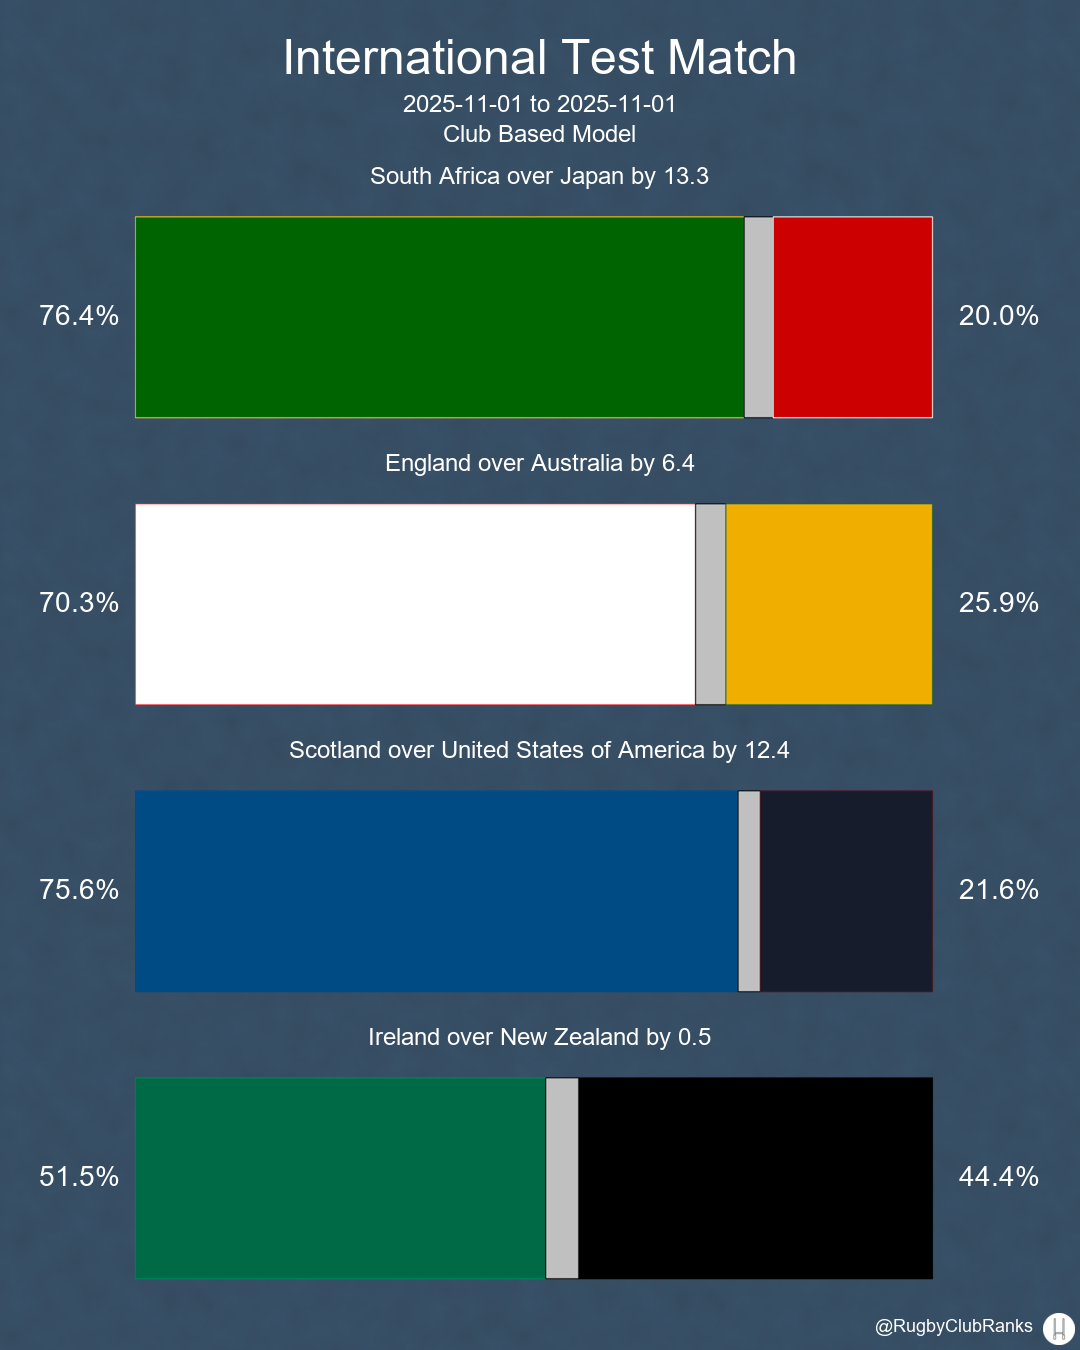 International Test Match
2025-11-01 to 2025-11-01
Club Based Model
South Africa over Japan by 13.3
76.4%
20.0%
England over Australia by 6.4
70.3%
25.9%
Scotland over United States of America by 12.4
75.6%
21.6%
Ireland over New Zealand by 0.5
51.5%
44.4%
@RugbyClubRanks